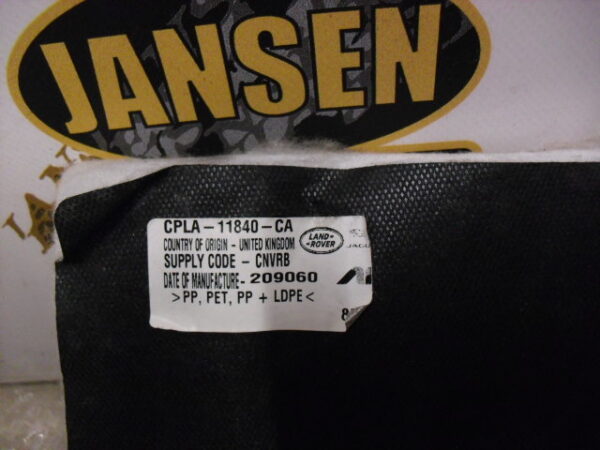 JANSEN
CPLA-11840-CA
COUNTRY OF ORIGIN - UNITED KINGDOM
LAND-
-ROVER
SUPPLY CODE - CNVRB
DATE OF MANUFACTURE- 209060
>PP, PET, PP + LDPE<